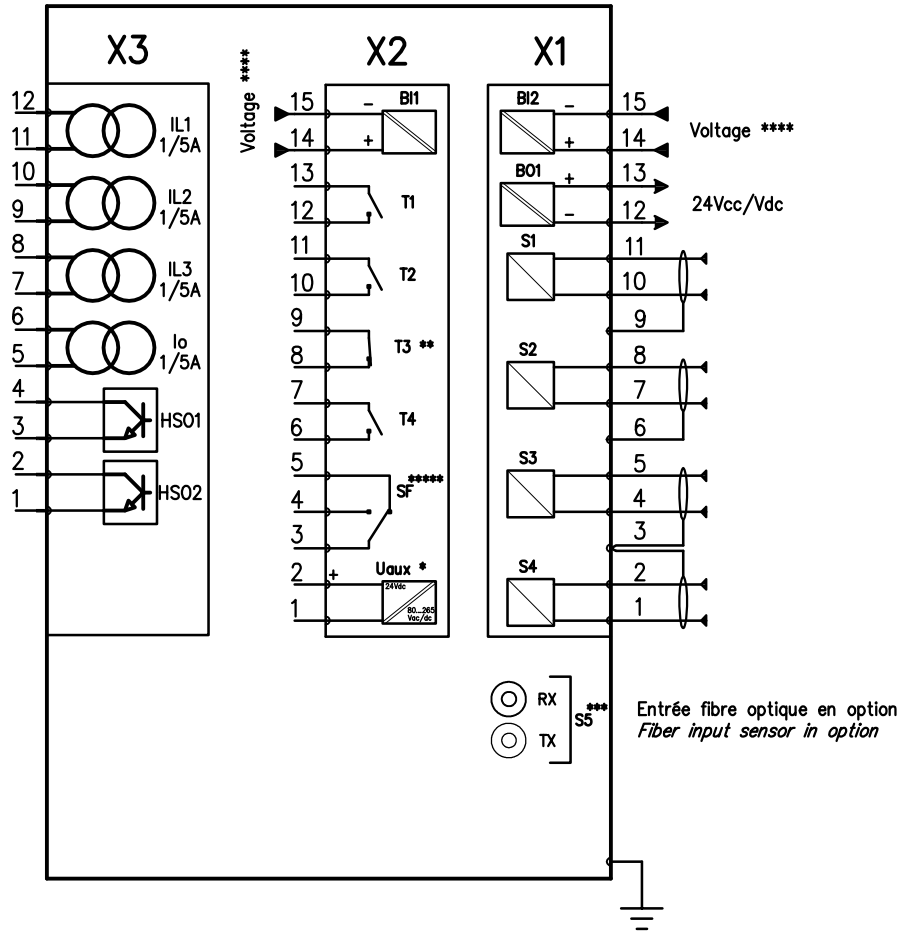 X3
X2
X1
12
11
IL1
1/5A
10
9
IL2
1/5A
8
7
IL3
1/5A
6
5
Io
1/5A
4
3
HSO1
2
1
HSO2
Voltage ****
15
-
BI1
14
+
13
12
T1
11
10
T2
9
8
T3 **
7
6
T4
5
4
3
SF*****
2
+
1
Uaux *
24Vdc
80...265
Vac/dc
BI2
-
15
+
14
Voltage ****
BO1
+
13
-
12
24Vcc/Vdc
S1
11
10
9
S2
8
7
6
S3
5
4
3
S4
2
1
RX
TX
S5***
Entrée fibre optique en option
Fiber input sensor in option